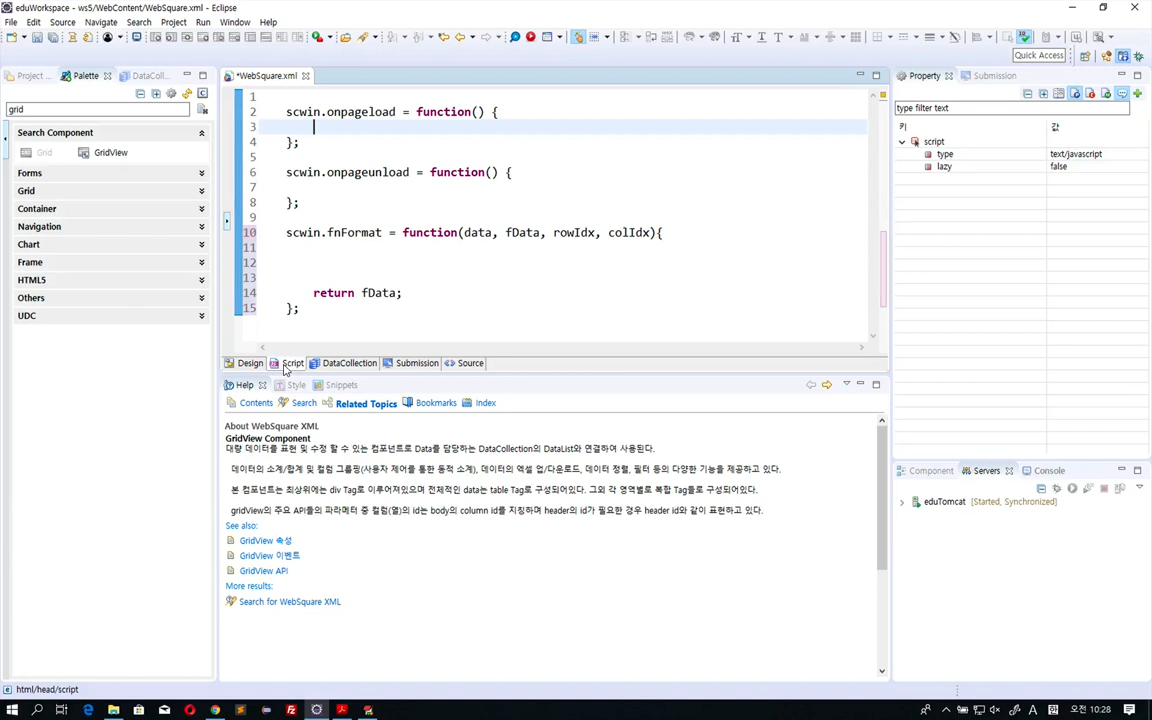 eduWorkspace - ws5/WebContent/WebSquare.xml - Eclipse
File Edit Source Navigate Search Project Run Window Help
Quick Access
Project ... Palette DataColl...
*WebSquare.xml
Property Submission
grid
type filter text
Search Component
Grid GridView
Forms
Grid
Container
Navigation
Chart
Frame
HTML5
Others
UDC
1
2 scwin.onpageload = function() {
3
4 };
5
6 scwin.onpageunload = function() {
7
8 };
9
10 scwin.fnFormat = function(data, fData, rowIdx, colIdx){
11
12
13
14 return fData;
15 };
키 값
script
type text/javascript
lazy false
Design Script DataCollection Submission Source
Help Style Snippets
Contents Search Related Topics Bookmarks Index
About WebSquare XML
GridView Component
대량 데이터를 표현 및 수정 할 수 있는 컴포넌트로 Data를 담당하는 DataCollection의 DataList와 연결하여 사용된다.
데이터의 소계/합계 및 컬럼 그룹핑(사용자 제어를 통한 동적 소계), 데이터의 엑셀 업/다운로드, 데이터 정렬, 필터 등의 다양한 기능을 제공하고 있다.
본 컴포넌트는 최상위에는 div Tag로 이루어져있으며 전체적인 data는 table Tag로 구성되어있다. 그외 각 영역별로 복합 Tag들로 구성되어있다.
gridView의 주요 API들의 파라메터 중 컬럼(열)의 id는 body의 column id를 지칭하며 header의 id가 필요한 경우 header id와 같이 표현하고 있다.
See also:
GridView 속성
GridView 이벤트
GridView API
More results:
Search for WebSquare XML
Component Servers Console
eduTomcat [Started, Synchronized]
html/head/script
A 오전 10:28